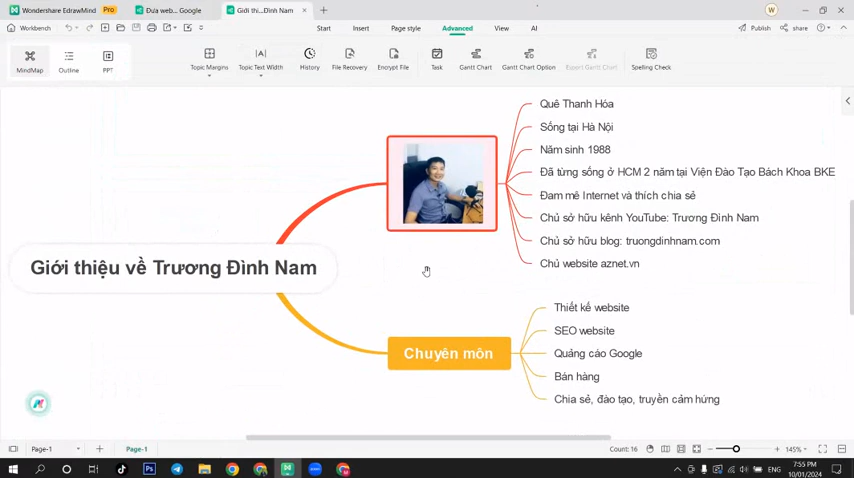 Wondershare EdrawMind Pro
Đưa web... Google
Giới thi...Đình Nam
W
Workbench
Start
Insert
Page style
Advanced
View
AI
Publish
share
MindMap
Outline
PPT
Topic Margins
Topic Text Width
History
File Recovery
Encrypt File
Task
Gantt Chart
Gantt Chart Option
Export Gantt Chart
Spelling Check
Giới thiệu về Trương Đình Nam
Quê Thanh Hóa
Sống tại Hà Nội
Năm sinh 1988
Đã từng sống ở HCM 2 năm tại Viện Đào Tạo Bách Khoa BKE
Đam mê Internet và thích chia sẻ
Chủ sở hữu kênh YouTube: Trương Đình Nam
Chủ sở hữu blog: truongdinhnam.com
Chủ website aznet.vn
Chuyên môn
Thiết kế website
SEO website
Quảng cáo Google
Bán hàng
Chia sẻ, đào tạo, truyền cảm hứng
Page-1
Page-1
Count: 16
145%
Ps
zoom
ENG
7:55 PM
10/01/2024